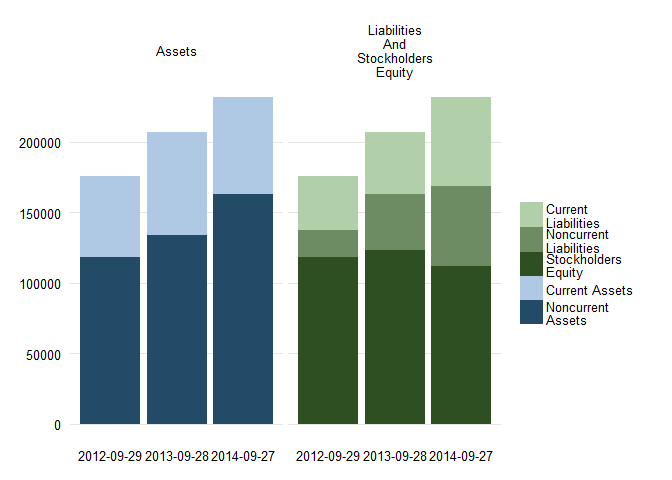 Assets
Liabilities
And
Stockholders
Equity
200000
150000
100000
50000
0
2012-09-29 2013-09-28 2014-09-27
2012-09-29 2013-09-28 2014-09-27
Current
Liabilities
Noncurrent
Liabilities
Stockholders
Equity
Current Assets
Noncurrent
Assets